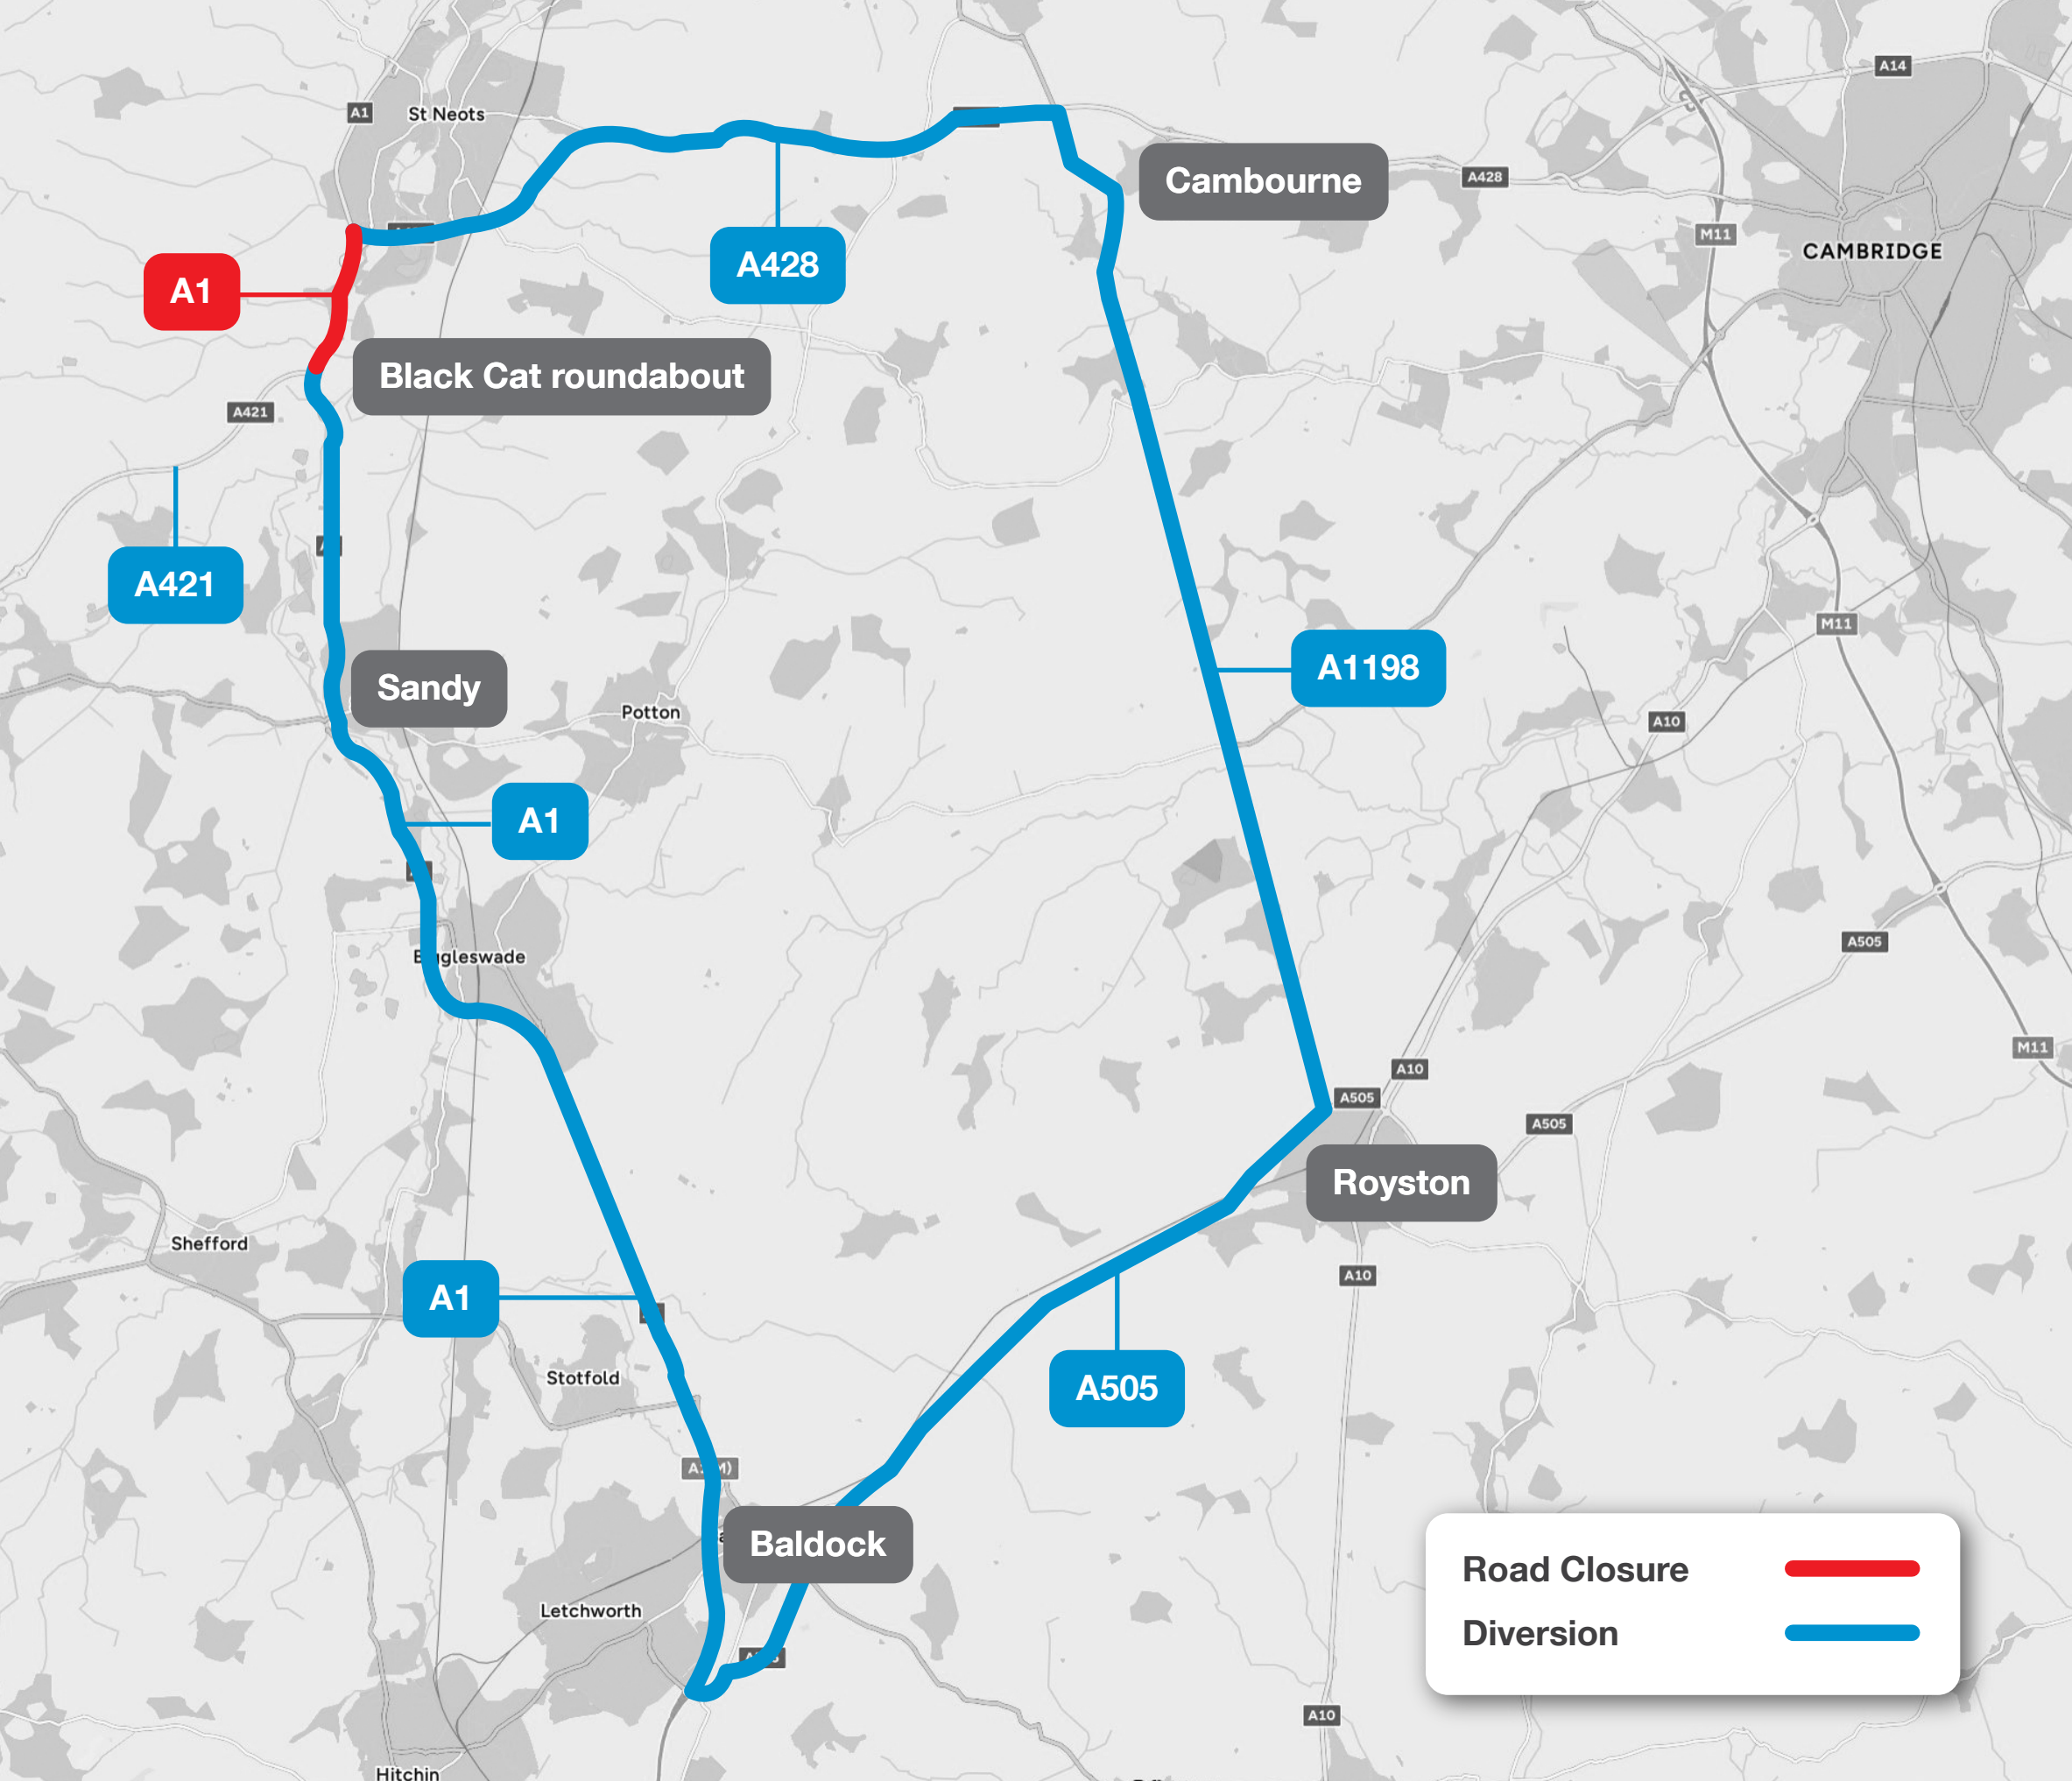 A14
A1
St Neots
Cambourne
A428
M11
CAMBRIDGE
A428
A1
Black Cat roundabout
A421
A421
M11
A1198
Sandy
Potton
A10
A1
A505
Biggleswade
M11
A10
A505
A505
Royston
Shefford
A10
A1
Stotfold
A505
A1(M)
Baldock
Road Closure
Letchworth
Diversion
A10
Hitchin